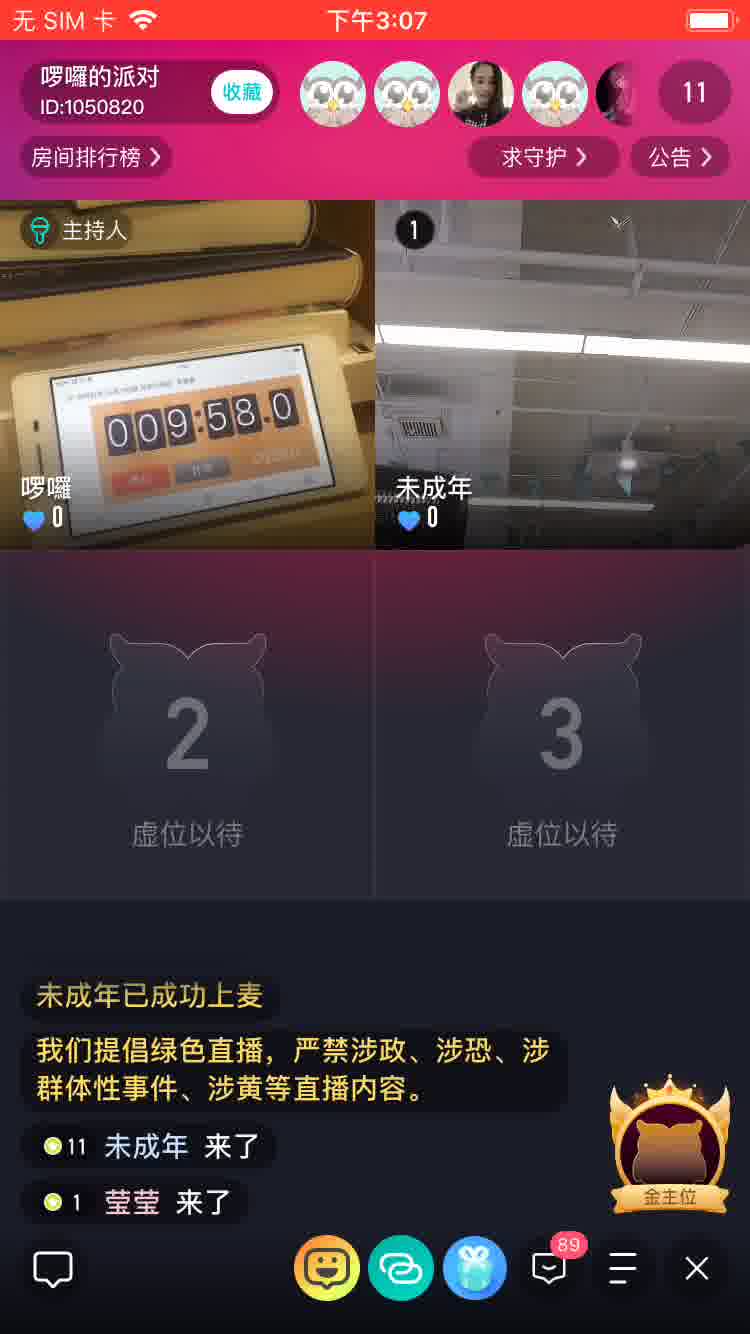 无 SIM 卡
下午3:07
啰囉的派对
ID:1050820
收藏
11
房间排行榜
求守护
公告
主持人
1
009:58.0
啰囉
0
未成年
0
2
虚位以待
3
虚位以待
未成年已成功上麦
我们提倡绿色直播，严禁涉政、涉恐、涉
群体性事件、涉黄等直播内容。
11 未成年 来了
1 莹莹 来了
金主位
89